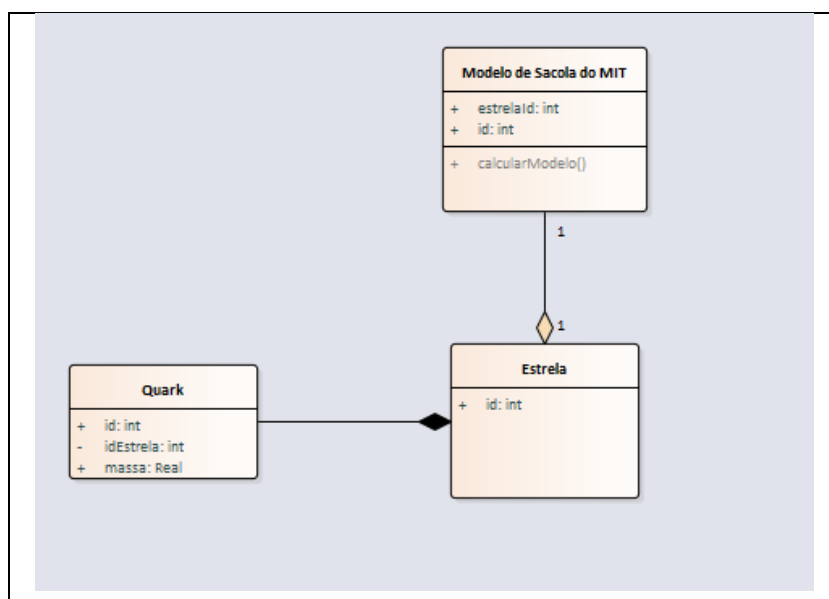 Modelo de Sacola do MIT
+ estrelaId: int
+ id: int
+ calcularModelo()
1
1
Estrela
+ id: int
Quark
+ id: int
- idEstrela: int
+ massa: Real